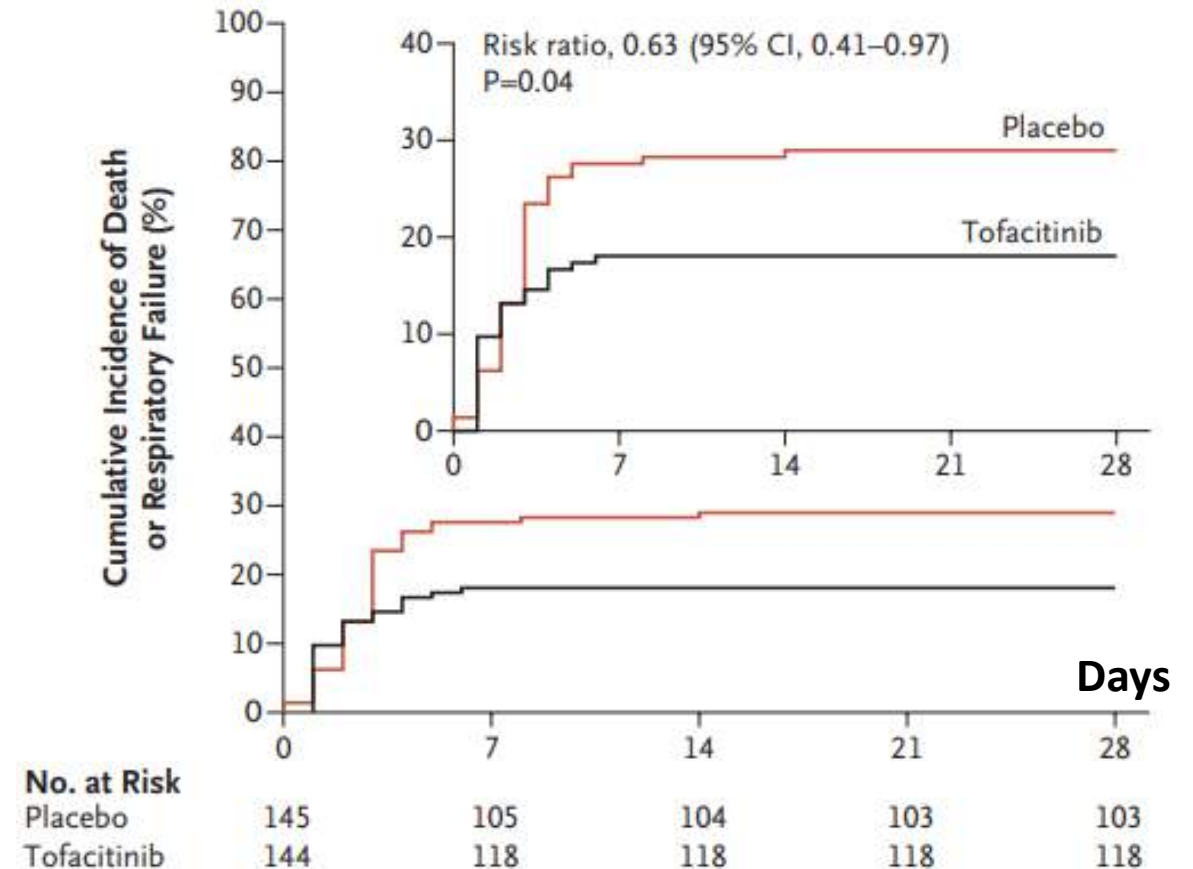 Cumulative Incidence of Death
or Respiratory Failure (%)
100
90
80
70
60
50
40
30
20
10
0
40
30
20
10
0
Risk ratio, 0.63 (95% CI, 0.41–0.97)
P=0.04
Placebo
Tofacitinib
0 7 14 21 28
Days
0 7 14 21 28
No. at Risk
Placebo 145 105 104 103 103
Tofacitinib 144 118 118 118 118